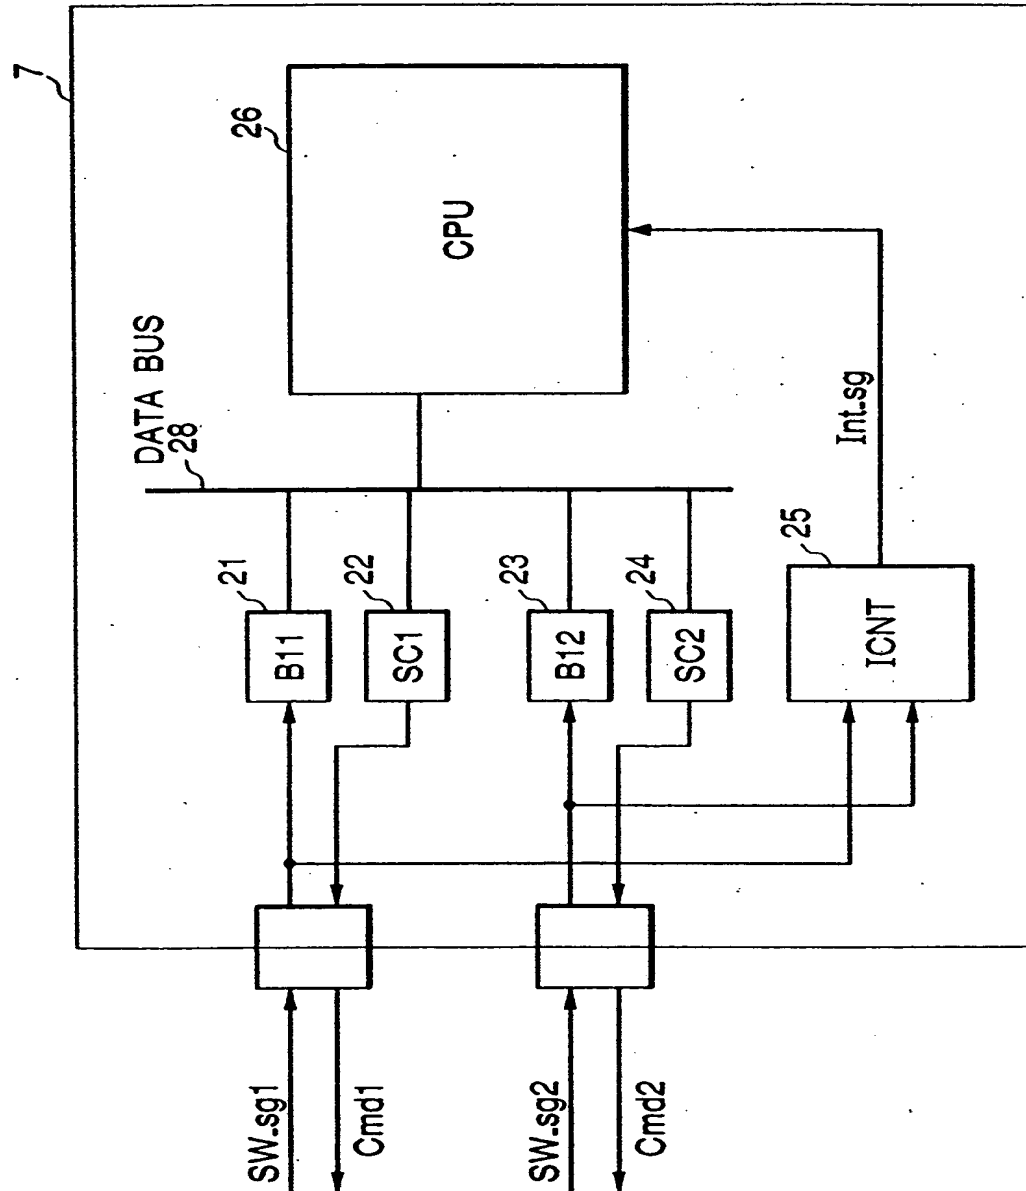 7
26
CPU
DATA BUS
28
21
B11
22
SC1
23
B12
24
SC2
25
ICNT
Int.sg
SW.sg1
Cmd1
SW.sg2
Cmd2